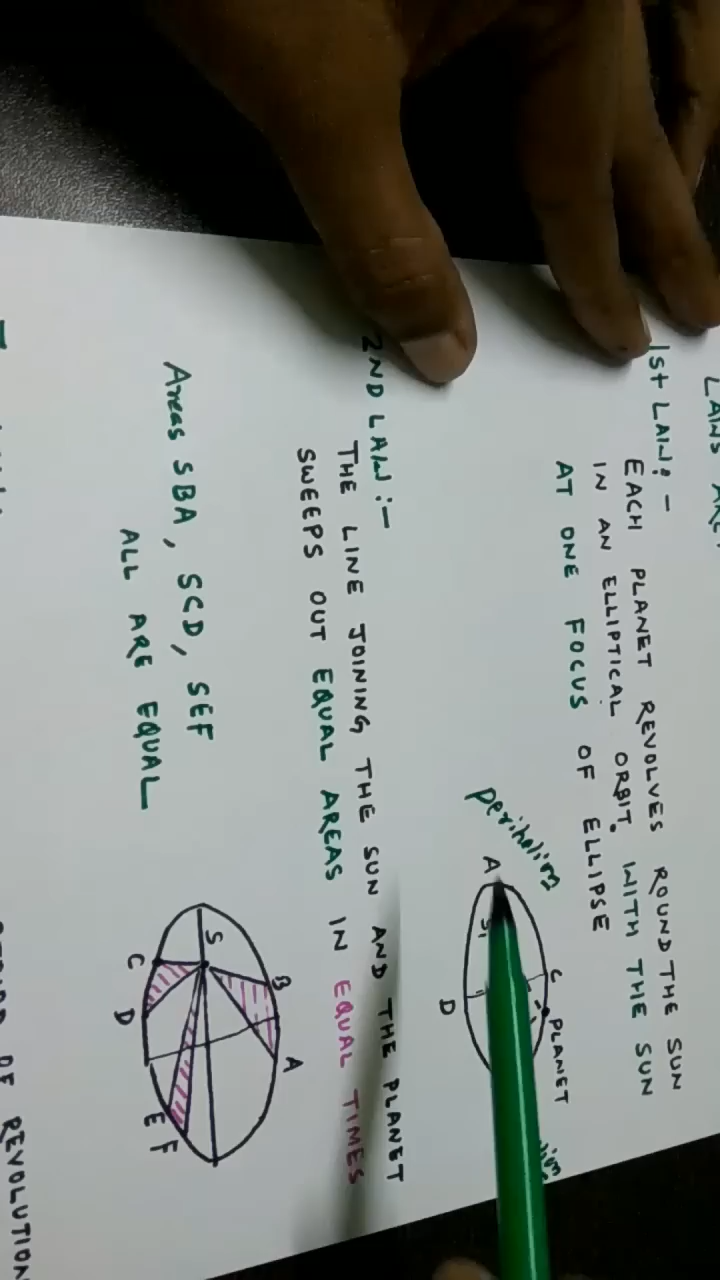 LAWS ARE
1st LAW:-
EACH PLANET REVOLVES ROUND THE SUN
IN AN ELLIPTICAL ORBIT. WITH THE SUN
AT ONE FOCUS OF ELLIPSE
perihelion
A
C
PLANET
S1
D
2ND LAW:-
THE LINE JOINING THE SUN AND THE PLANET
SWEEPS OUT EQUAL AREAS IN EQUAL TIMES
Areas SBA, SCD, SEF
ALL ARE EQUAL
B
A
S
C
D
E
F
OF REVOLUTION